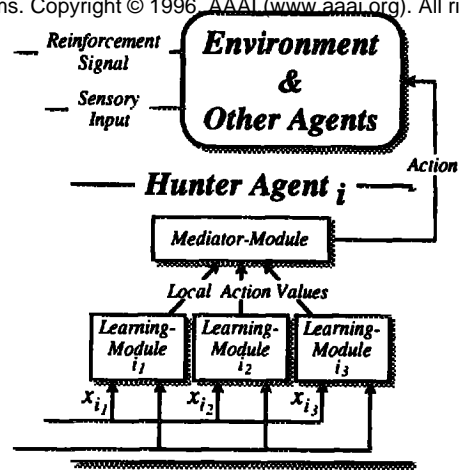 ns. Copyright © 1996, AAAI (www.aaai.org). All ri
Reinforcement
Signal
Sensory
Input
Environment
&
Other Agents
Action
Hunter Agent i
Mediator-Module
Local Action Values
Learning-
Module
i1
Learning-
Module
i2
Learning-
Module
i3
xi1
xi2
xi3